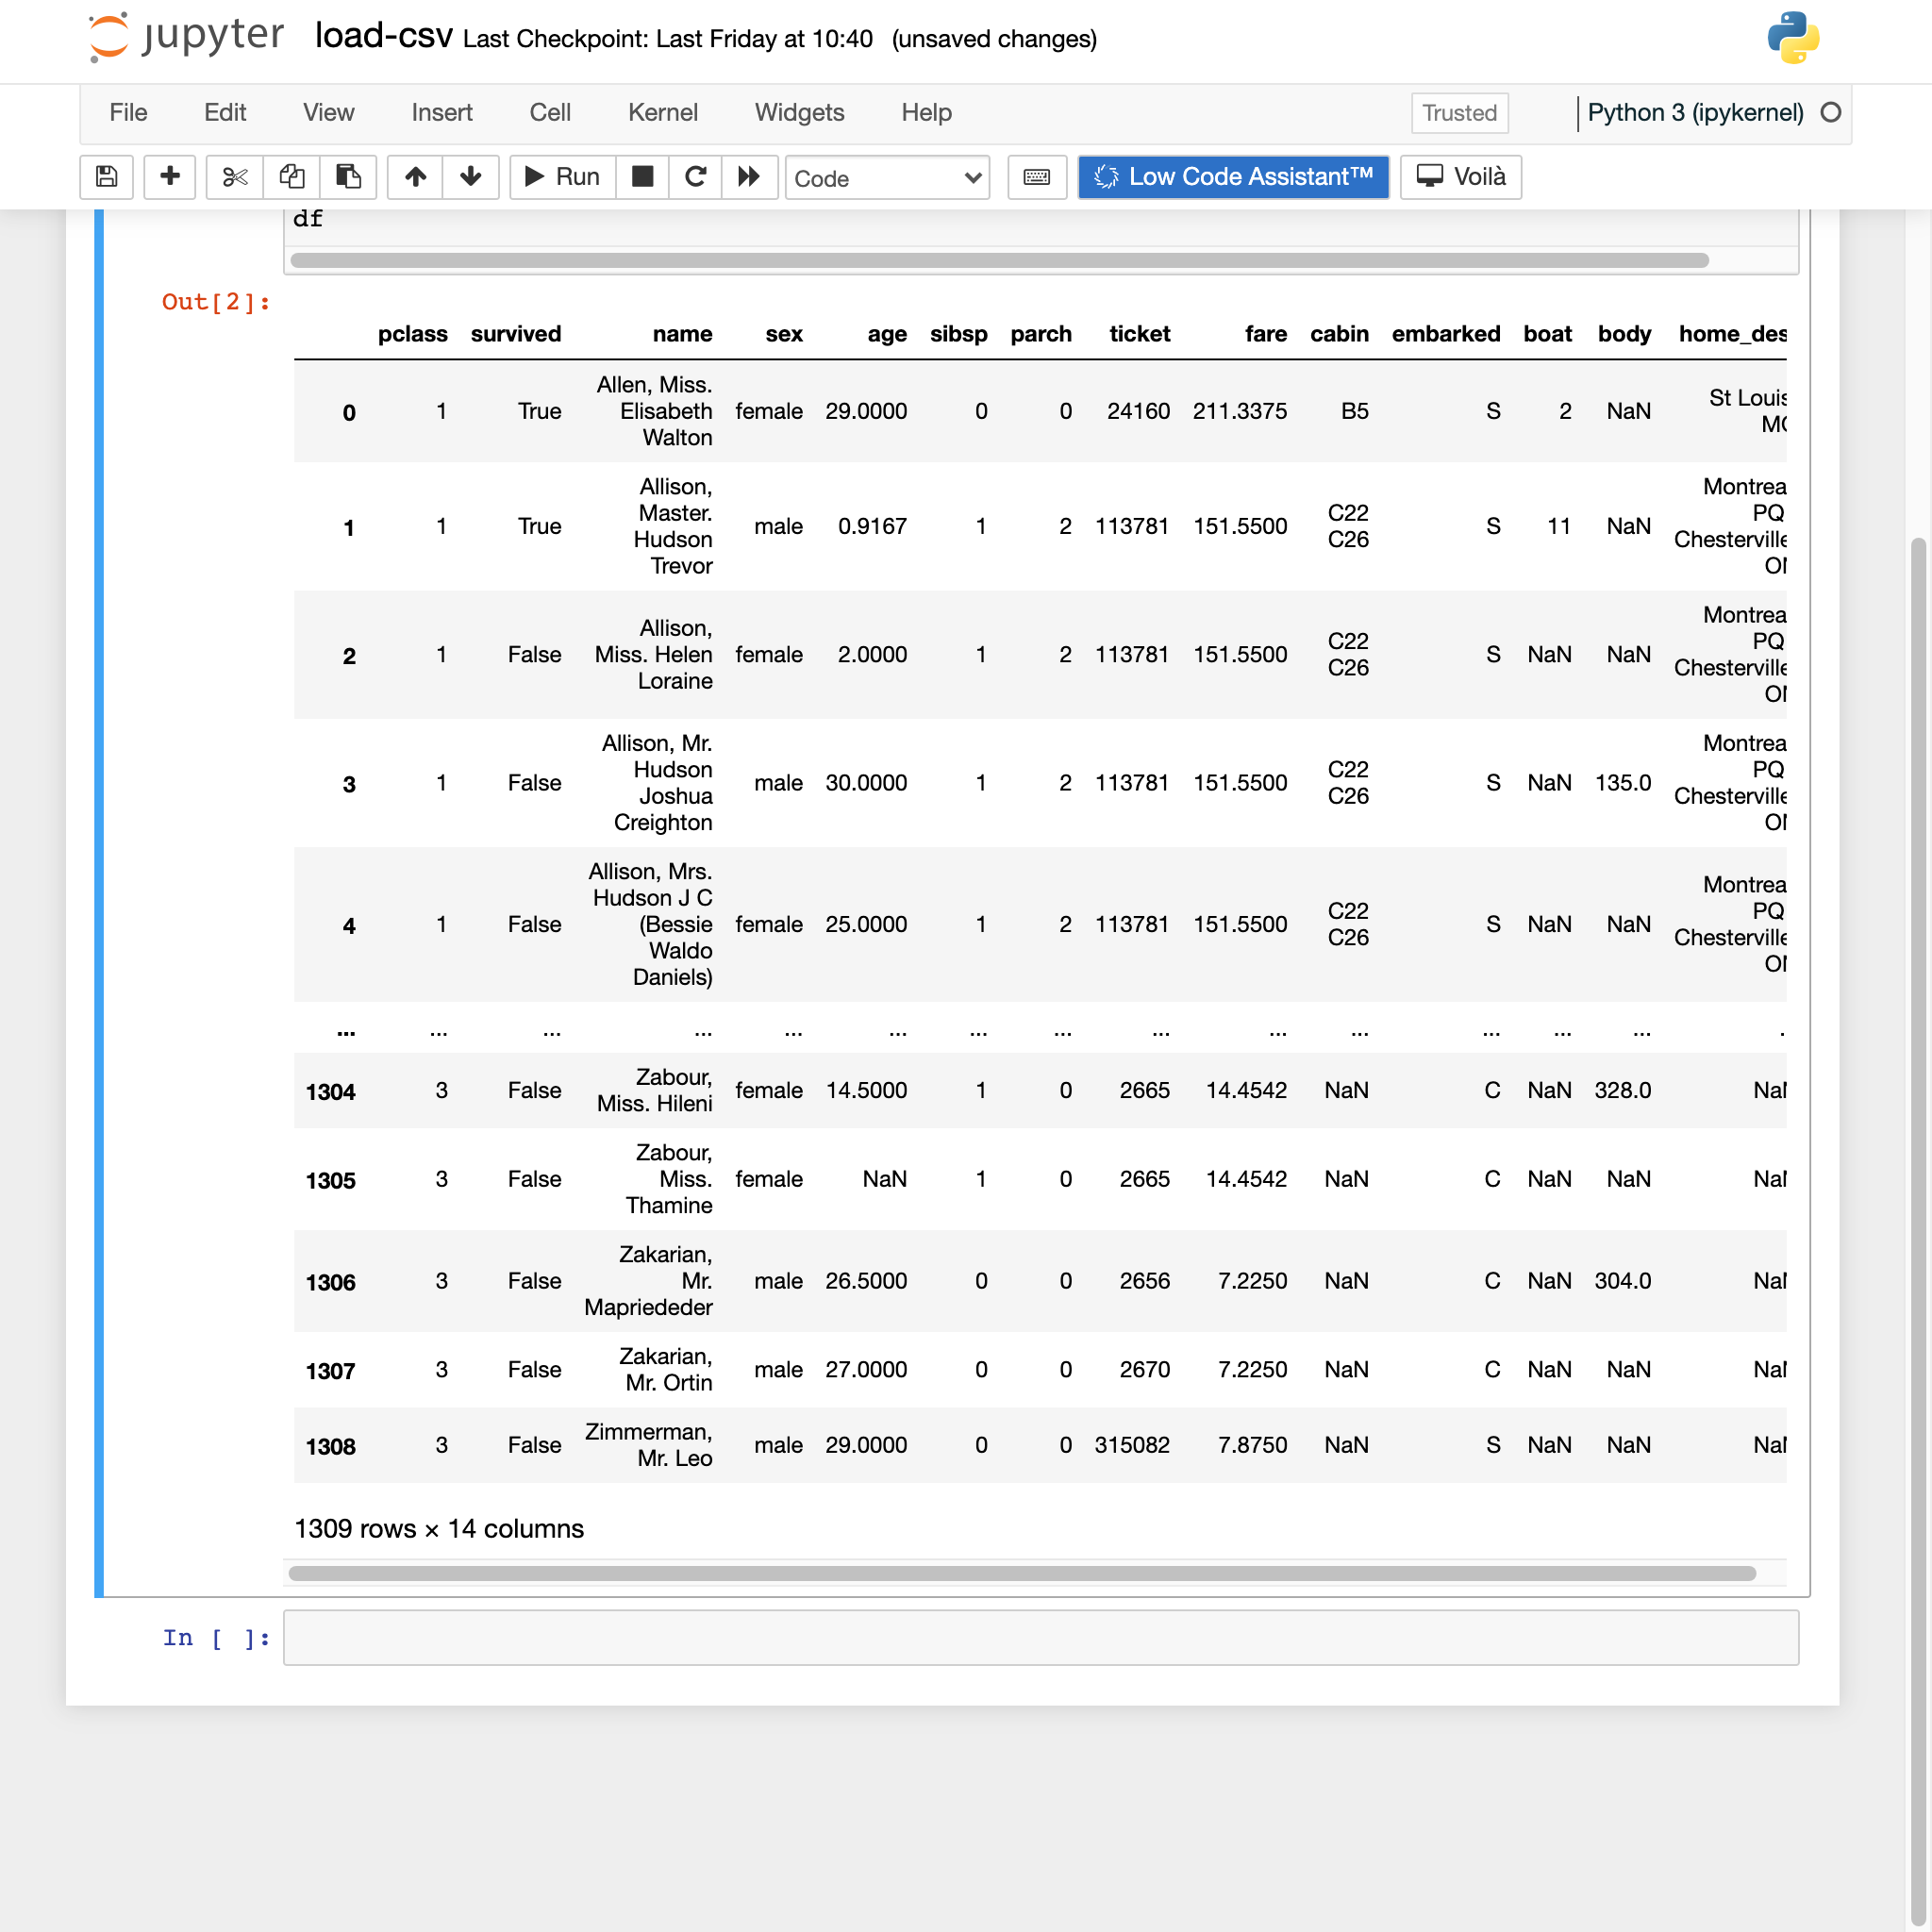 jupyter load-csv Last Checkpoint: Last Friday at 10:40 (unsaved changes)
File Edit View Insert Cell Kernel Widgets Help Trusted Python 3 (ipykernel)
Run Code Low Code Assistant™ Voilà
df
Out[2]:
pclass survived name sex age sibsp parch ticket fare cabin embarked boat body home_des
0 1 True Allen, Miss. Elisabeth Walton female 29.0000 0 0 24160 211.3375 B5 S 2 NaN St Louis
1 1 True Allison, Master. Hudson Trevor male 0.9167 1 2 113781 151.5500 C22 C26 S 11 NaN Montrea PQ Chesterville
2 1 False Allison, Miss. Helen Loraine female 2.0000 1 2 113781 151.5500 C22 C26 S NaN NaN Montrea PQ Chesterville
3 1 False Allison, Mr. Hudson Joshua Creighton male 30.0000 1 2 113781 151.5500 C22 C26 S NaN 135.0 Montrea PQ Chesterville
4 1 False Allison, Mrs. Hudson J C (Bessie Waldo Daniels) female 25.0000 1 2 113781 151.5500 C22 C26 S NaN NaN Montrea PQ Chesterville
... ... ... ... ... ... ... ... ... ... ... ... ... ... .
1304 3 False Zabour, Miss. Hileni female 14.5000 1 0 2665 14.4542 NaN C NaN 328.0 NaN
1305 3 False Zabour, Miss. Thamine female NaN 1 0 2665 14.4542 NaN C NaN NaN NaN
1306 3 False Zakarian, Mr. Mapriededer male 26.5000 0 0 2656 7.2250 NaN C NaN 304.0 NaN
1307 3 False Zakarian, Mr. Ortin male 27.0000 0 0 2670 7.2250 NaN C NaN NaN NaN
1308 3 False Zimmerman, Mr. Leo male 29.0000 0 0 315082 7.8750 NaN S NaN NaN NaN
1309 rows × 14 columns
In [ ]: